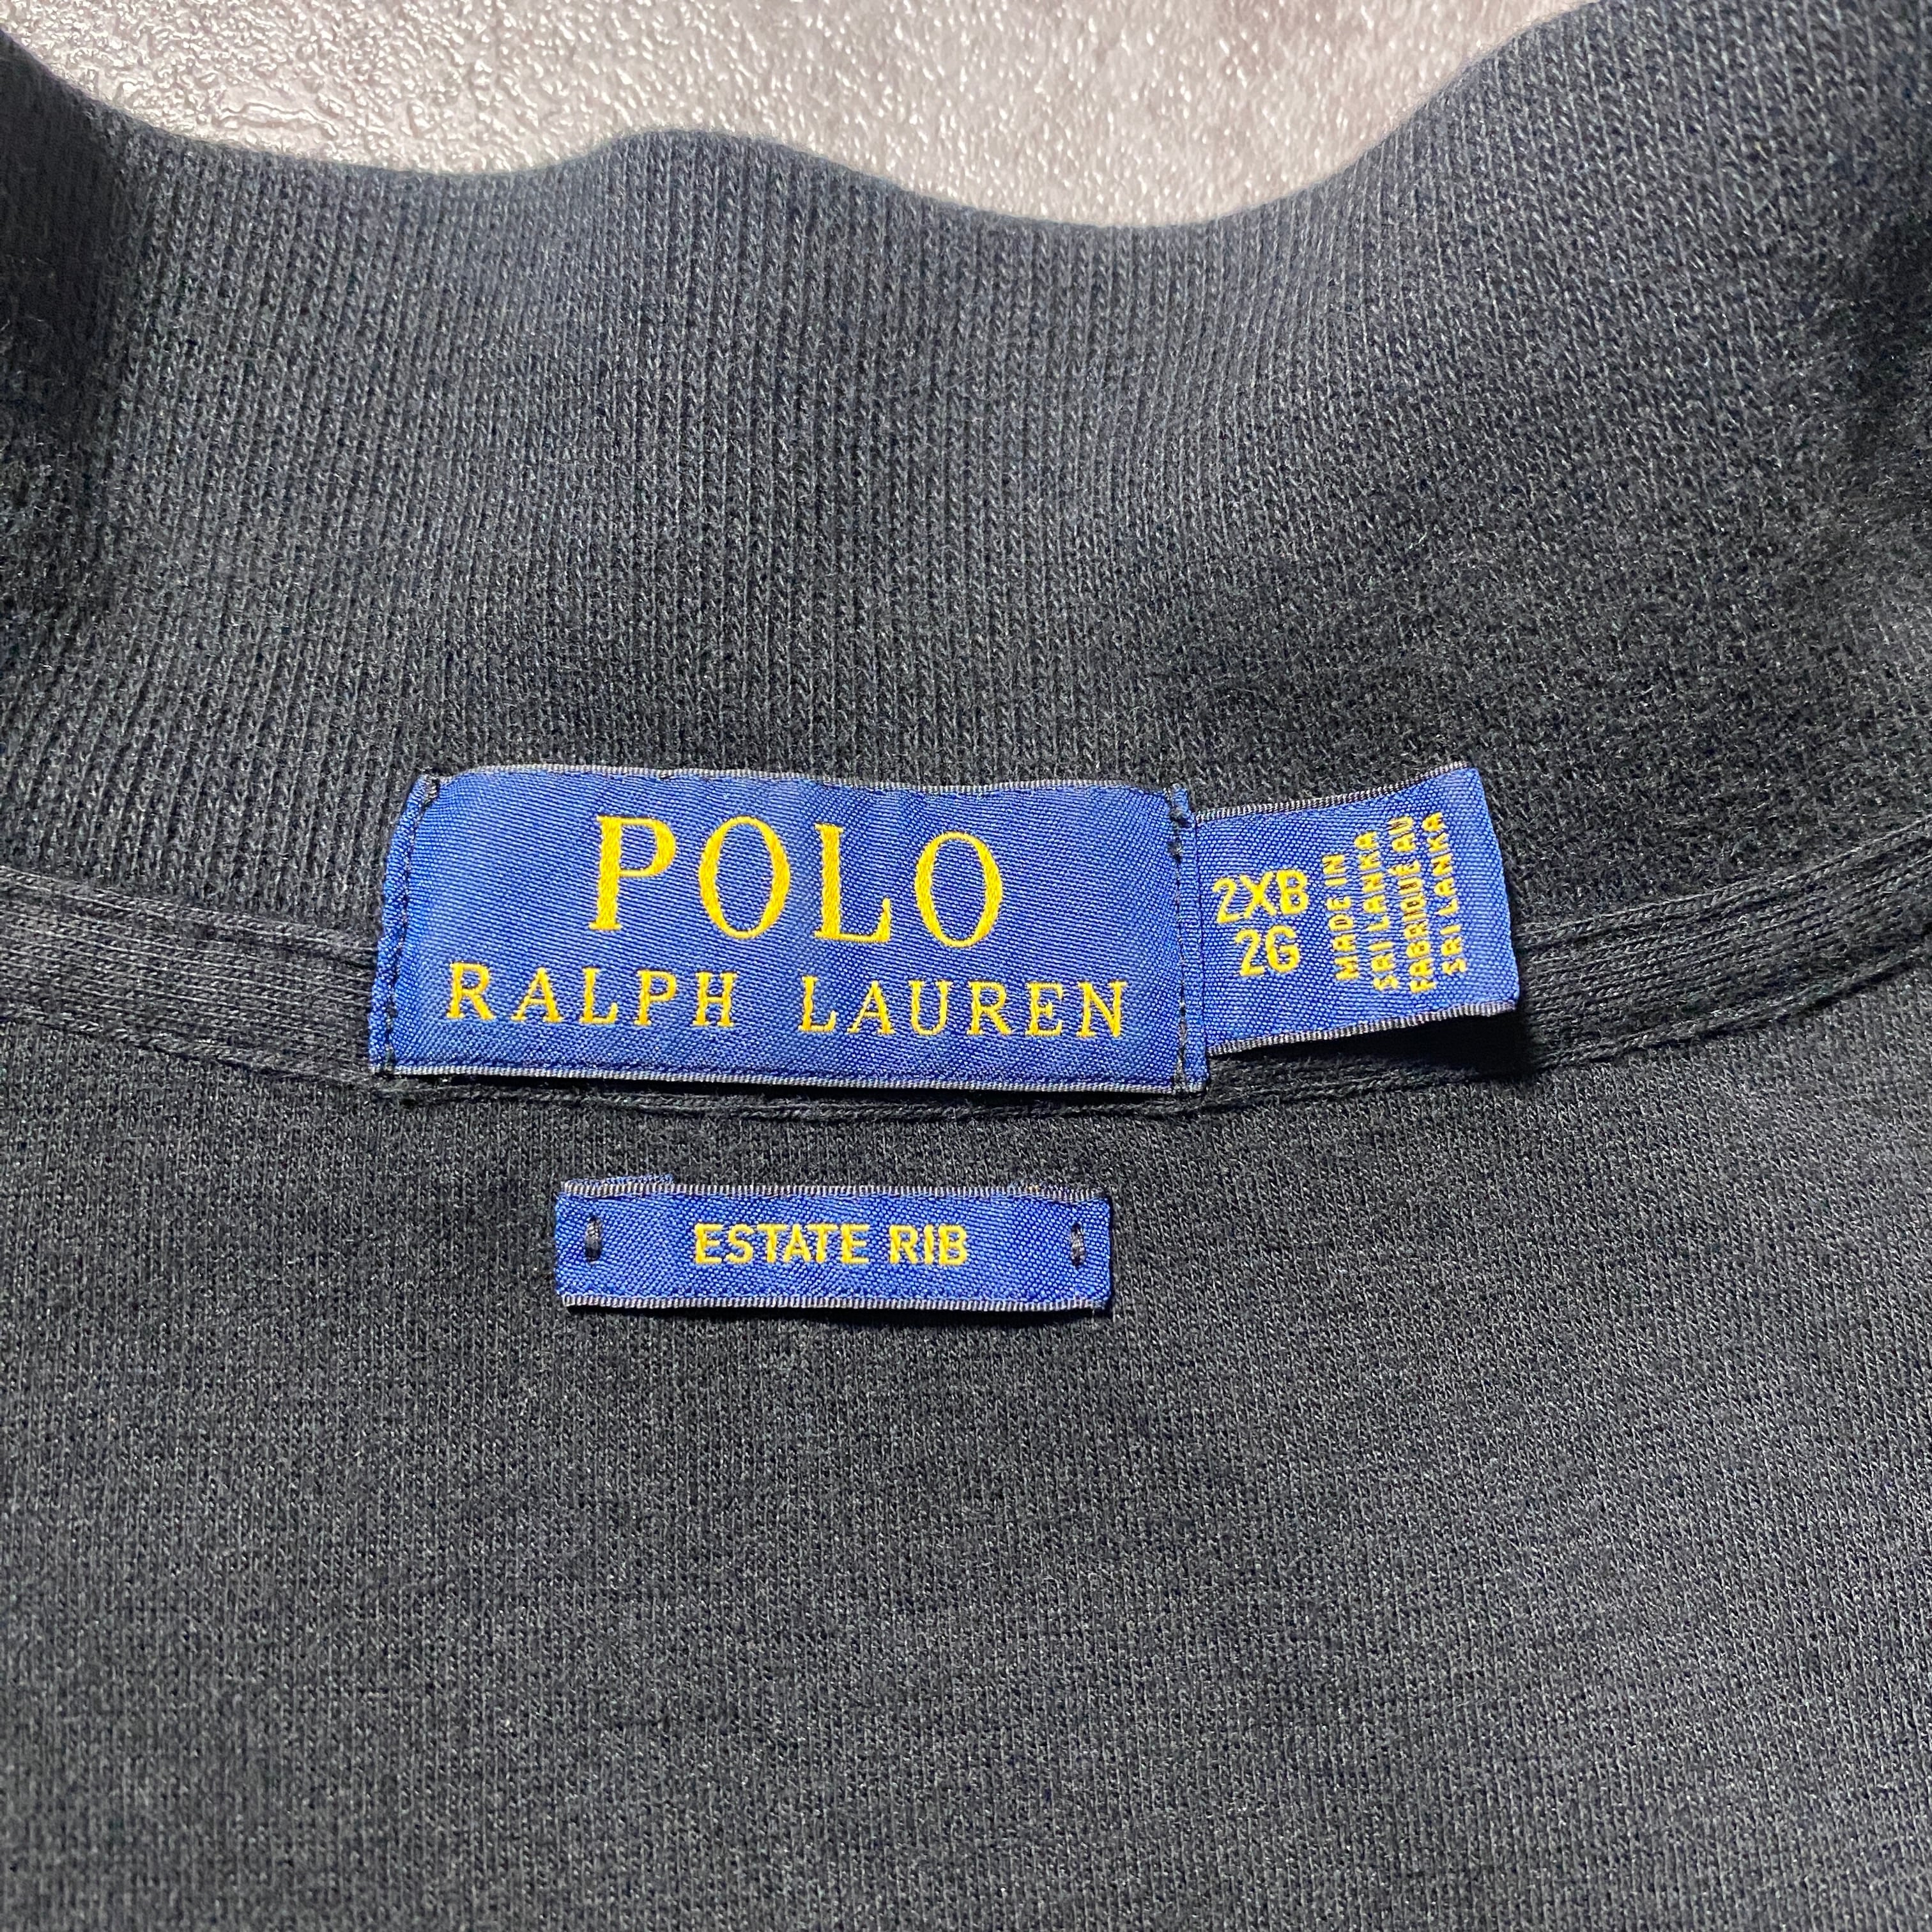 POLO
RALPH LAUREN
2XB
2G
MADE IN
SRI LANKA
FABRIQUÉ AU
SRI LANKA
ESTATE RIB